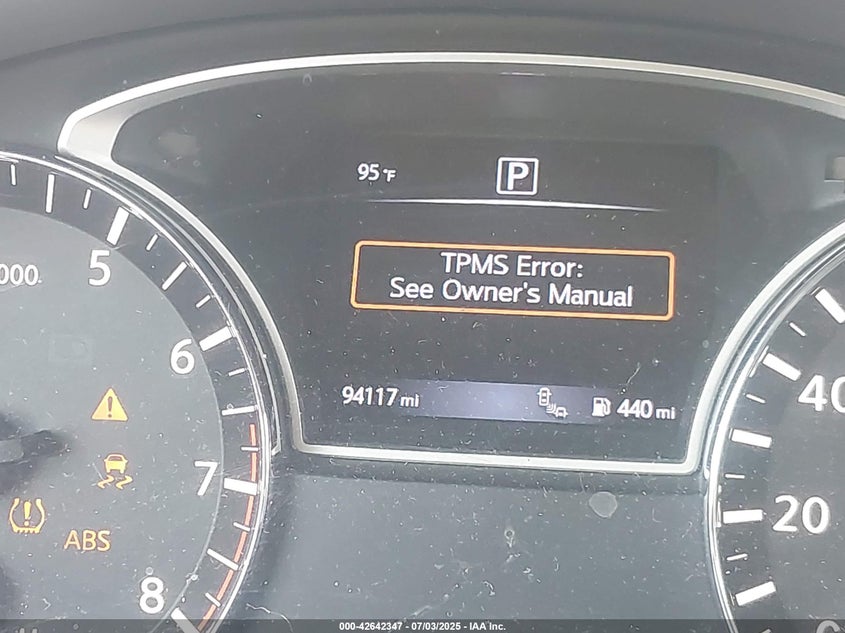 95°F
P
TPMS Error:
See Owner's Manual
94117 mi
440 mi
000
5
6
7
8
ABS
40
20
000-42642347 - 07/03/2025 - IAA Inc.